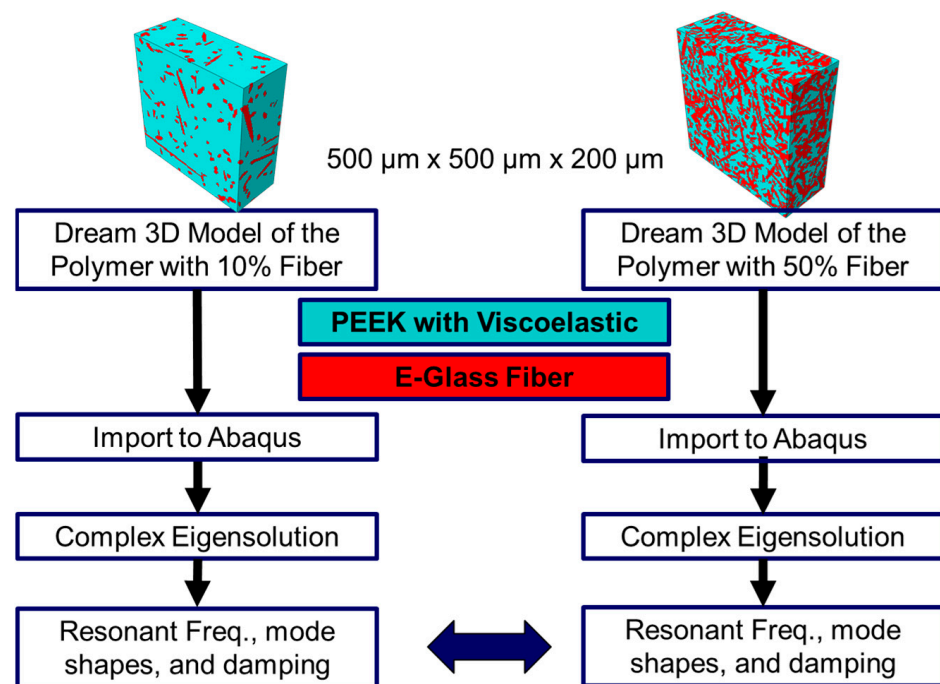 500 µm x 500 µm x 200 µm
Dream 3D Model of the
Polymer with 10% Fiber
Dream 3D Model of the
Polymer with 50% Fiber
PEEK with Viscoelastic
E-Glass Fiber
Import to Abaqus
Import to Abaqus
Complex Eigensolution
Complex Eigensolution
Resonant Freq., mode
shapes, and damping
Resonant Freq., mode
shapes, and damping